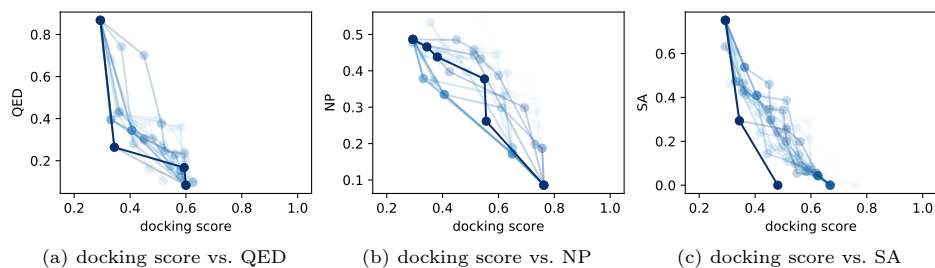 QED
0.8
0.6
0.4
0.2
0.2 0.4 0.6 0.8 1.0
docking score
(a) docking score vs. QED
NP
0.5
0.4
0.3
0.2
0.1
0.2 0.4 0.6 0.8 1.0
docking score
(b) docking score vs. NP
SA
0.6
0.4
0.2
0.0
0.2 0.4 0.6 0.8 1.0
docking score
(c) docking score vs. SA